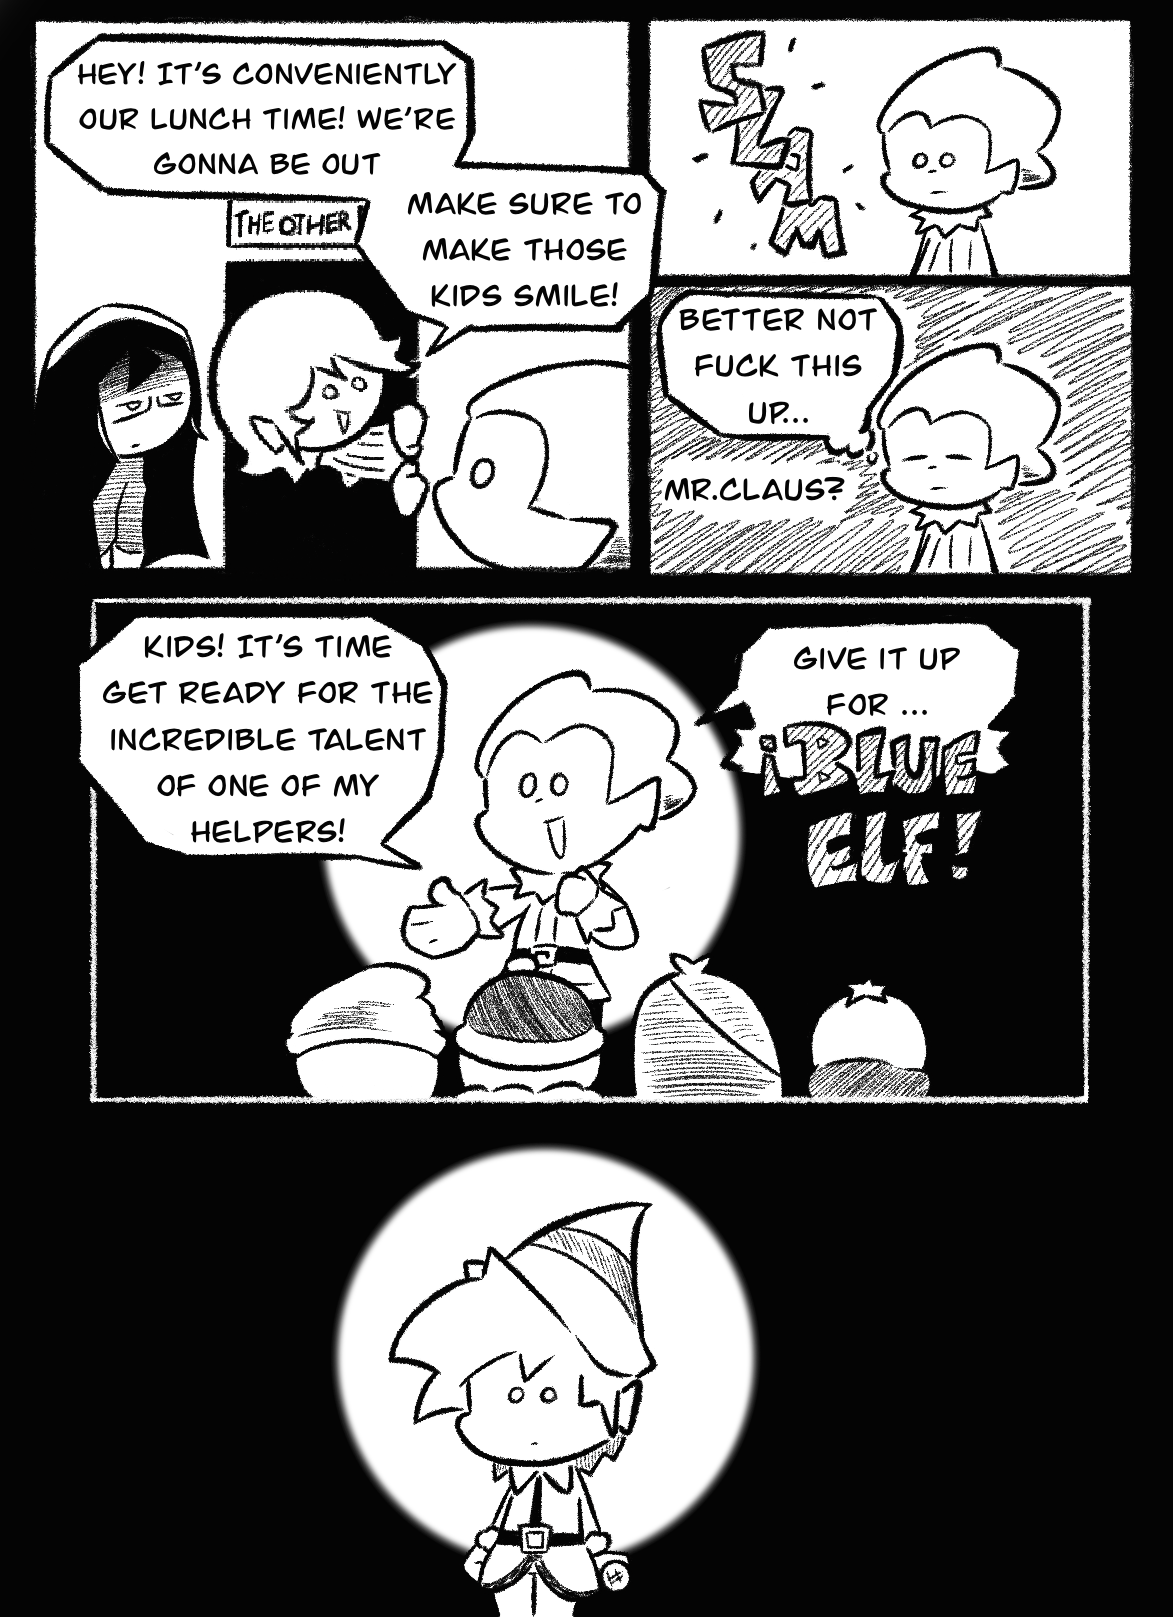 HEY! IT'S CONVENIENTLY
OUR LUNCH TIME! WE'RE
GONNA BE OUT
MAKE SURE TO
MAKE THOSE
KIDS SMILE!
THE OTHER
SLAM
BETTER NOT
FUCK THIS
UP...
MR.CLAUS?
KIDS! IT'S TIME
GET READY FOR THE
INCREDIBLE TALENT
OF ONE OF MY
HELPERS!
GIVE IT UP
FOR ...
¡BLUE
ELF!